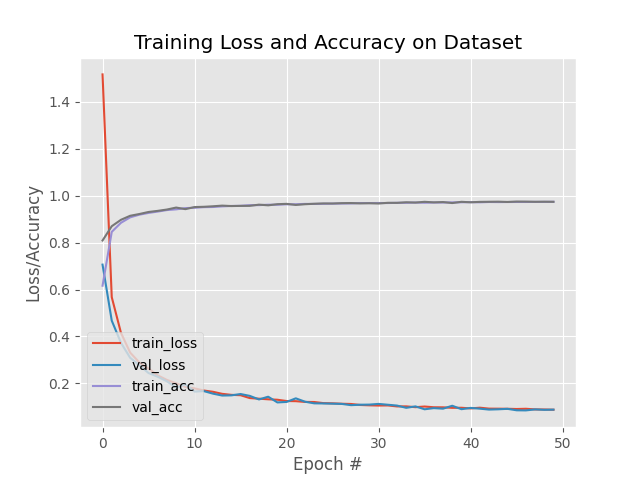 Training Loss and Accuracy on Dataset
Loss/Accuracy
1.4
1.2
1.0
0.8
0.6
0.4
0.2
train_loss
val_loss
train_acc
val_acc
0
10
20
30
40
50
Epoch #